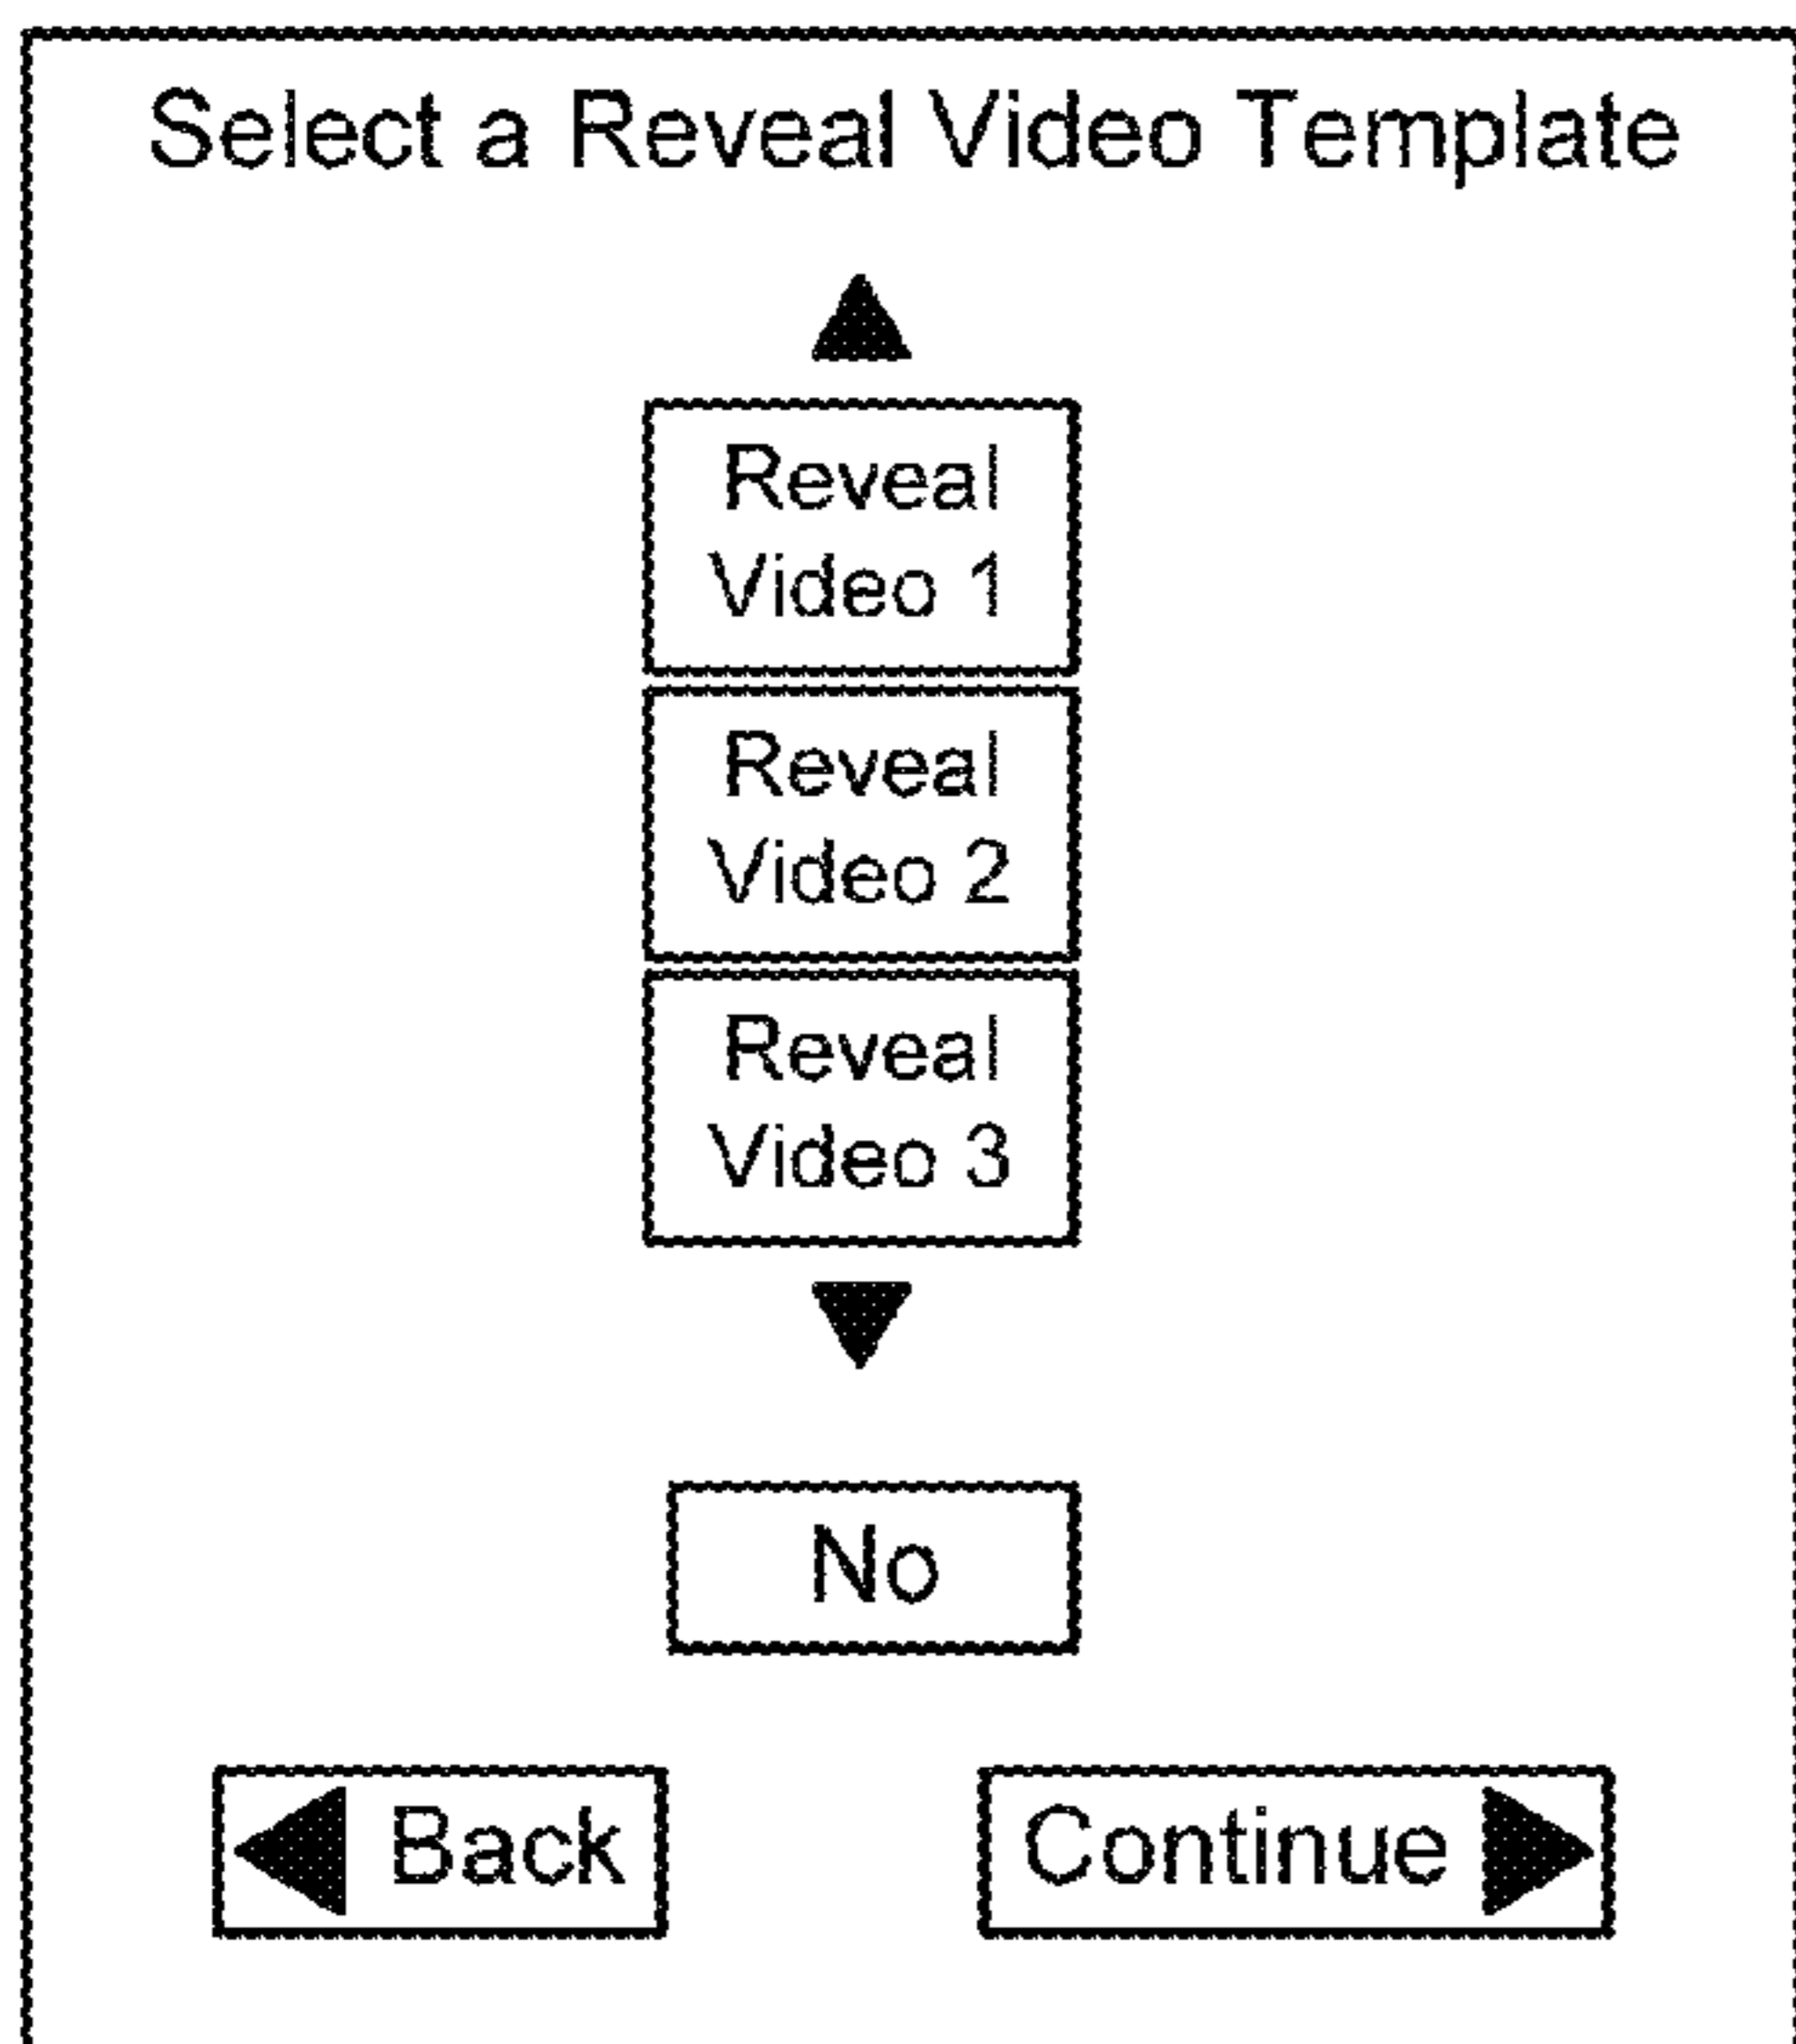 Select a Reveal Video Template
Reveal
Video 1
Reveal
Video 2
Reveal
Video 3
No
Back
Continue